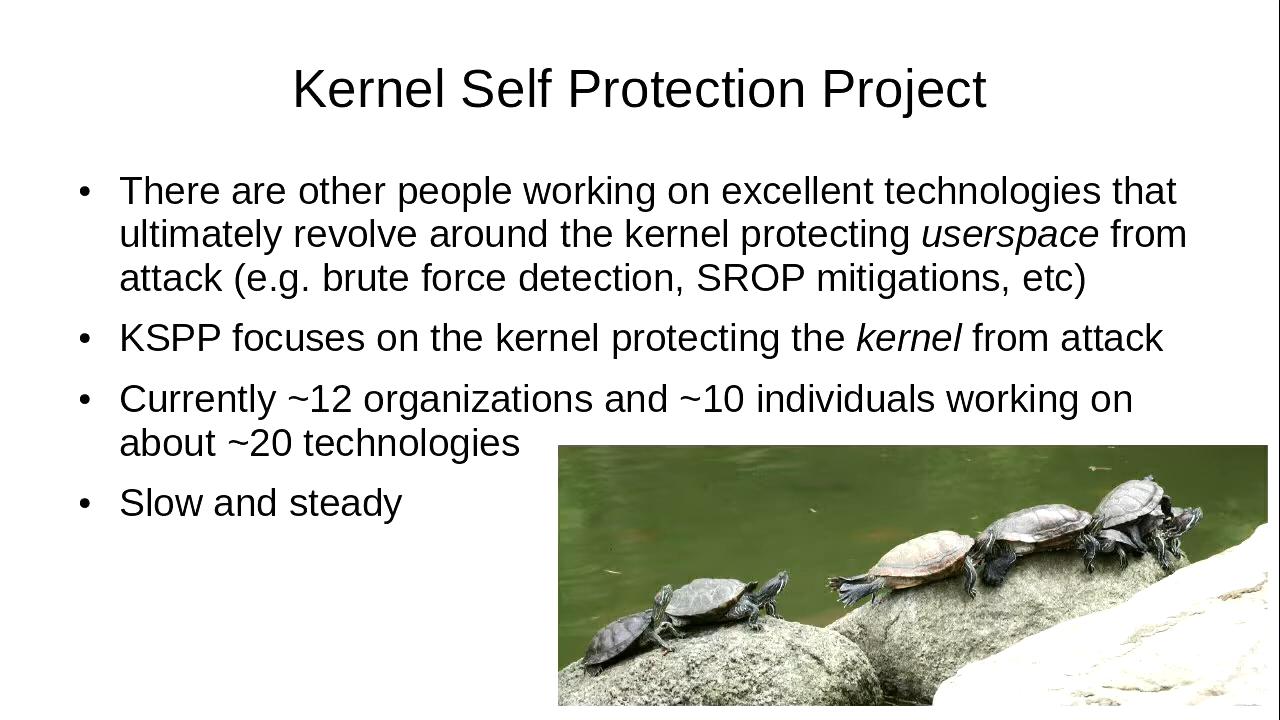 Kernel Self Protection Project
• There are other people working on excellent technologies that
ultimately revolve around the kernel protecting userspace from
attack (e.g. brute force detection, SROP mitigations, etc)
• KSPP focuses on the kernel protecting the kernel from attack
• Currently ~12 organizations and ~10 individuals working on
about ~20 technologies
• Slow and steady